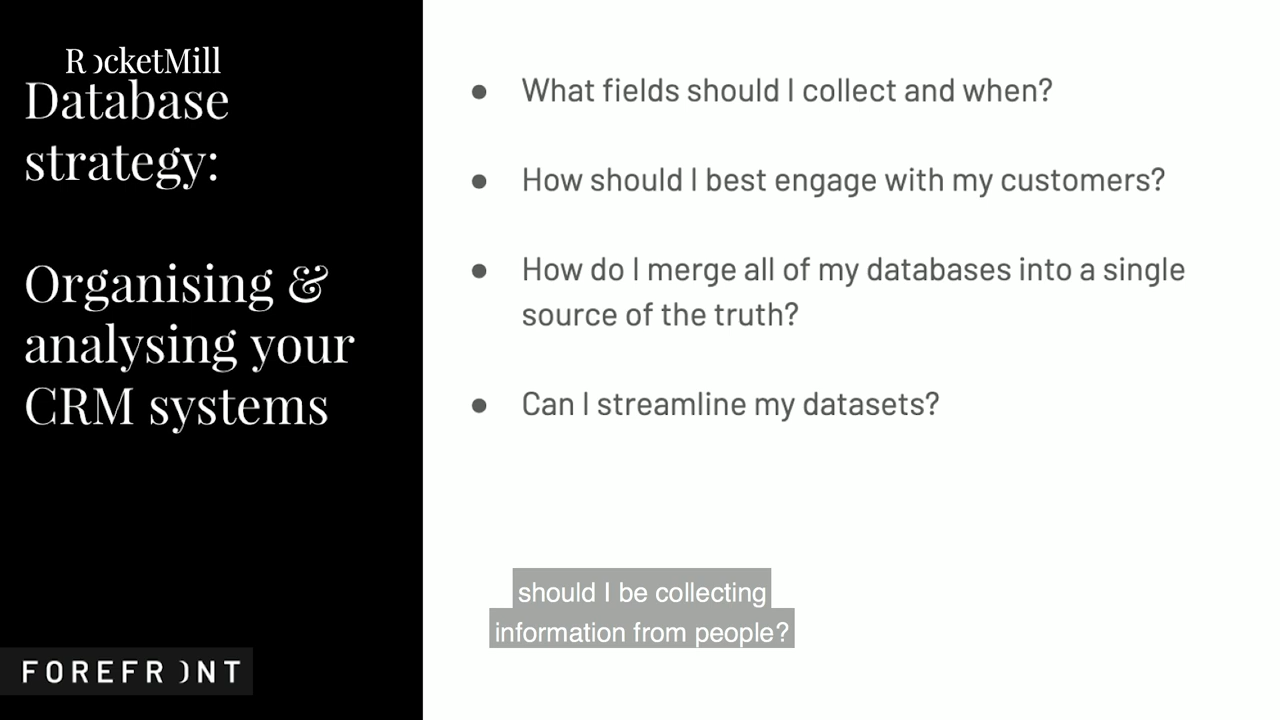 RocketMill
Database
strategy:
Organising &
analysing your
CRM systems
FOREFRONT
● What fields should I collect and when?
● How should I best engage with my customers?
● How do I merge all of my databases into a single
source of the truth?
● Can I streamline my datasets?
should I be collecting
information from people?